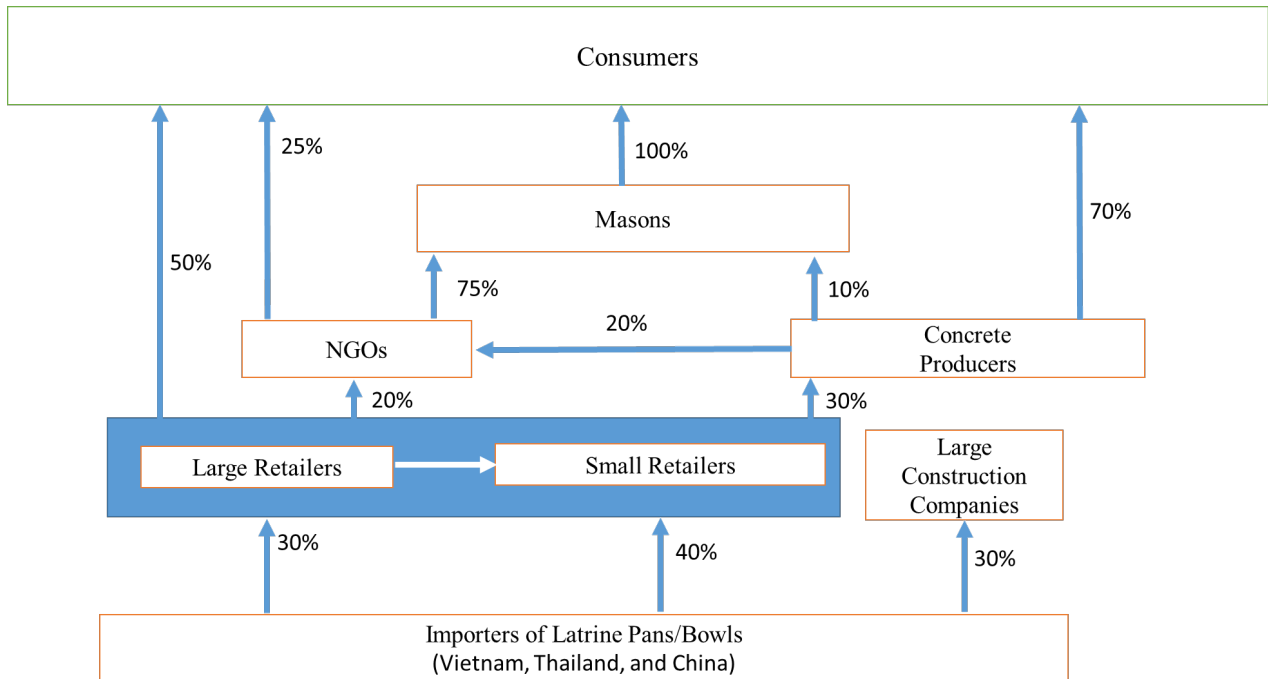 Consumers
25%
100%
70%
Masons
50%
75%
10%
20%
NGOs
Concrete
Producers
20%
30%
Large Retailers
Small Retailers
Large
Construction
Companies
30%
40%
30%
Importers of Latrine Pans/Bowls
(Vietnam, Thailand, and China)